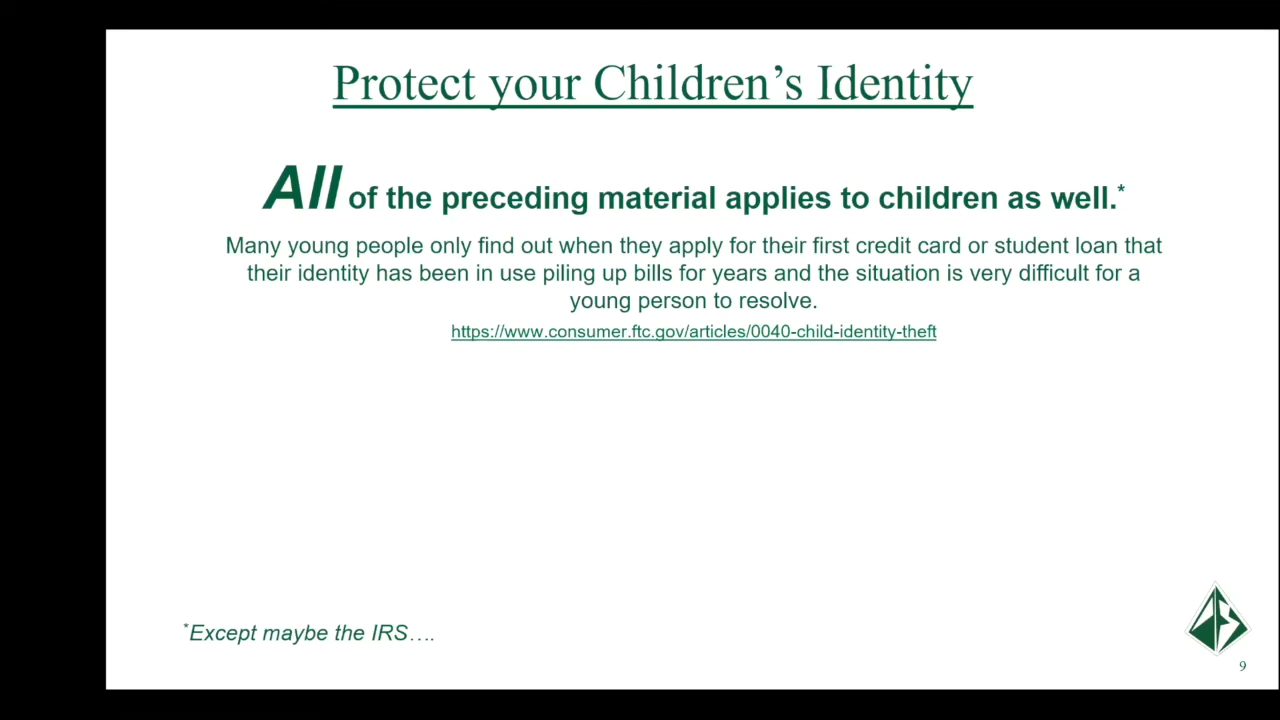 Protect your Children’s Identity
All of the preceding material applies to children as well.*
Many young people only find out when they apply for their first credit card or student loan that
their identity has been in use piling up bills for years and the situation is very difficult for a
young person to resolve.
https://www.consumer.ftc.gov/articles/0040-child-identity-theft
*Except maybe the IRS….
9